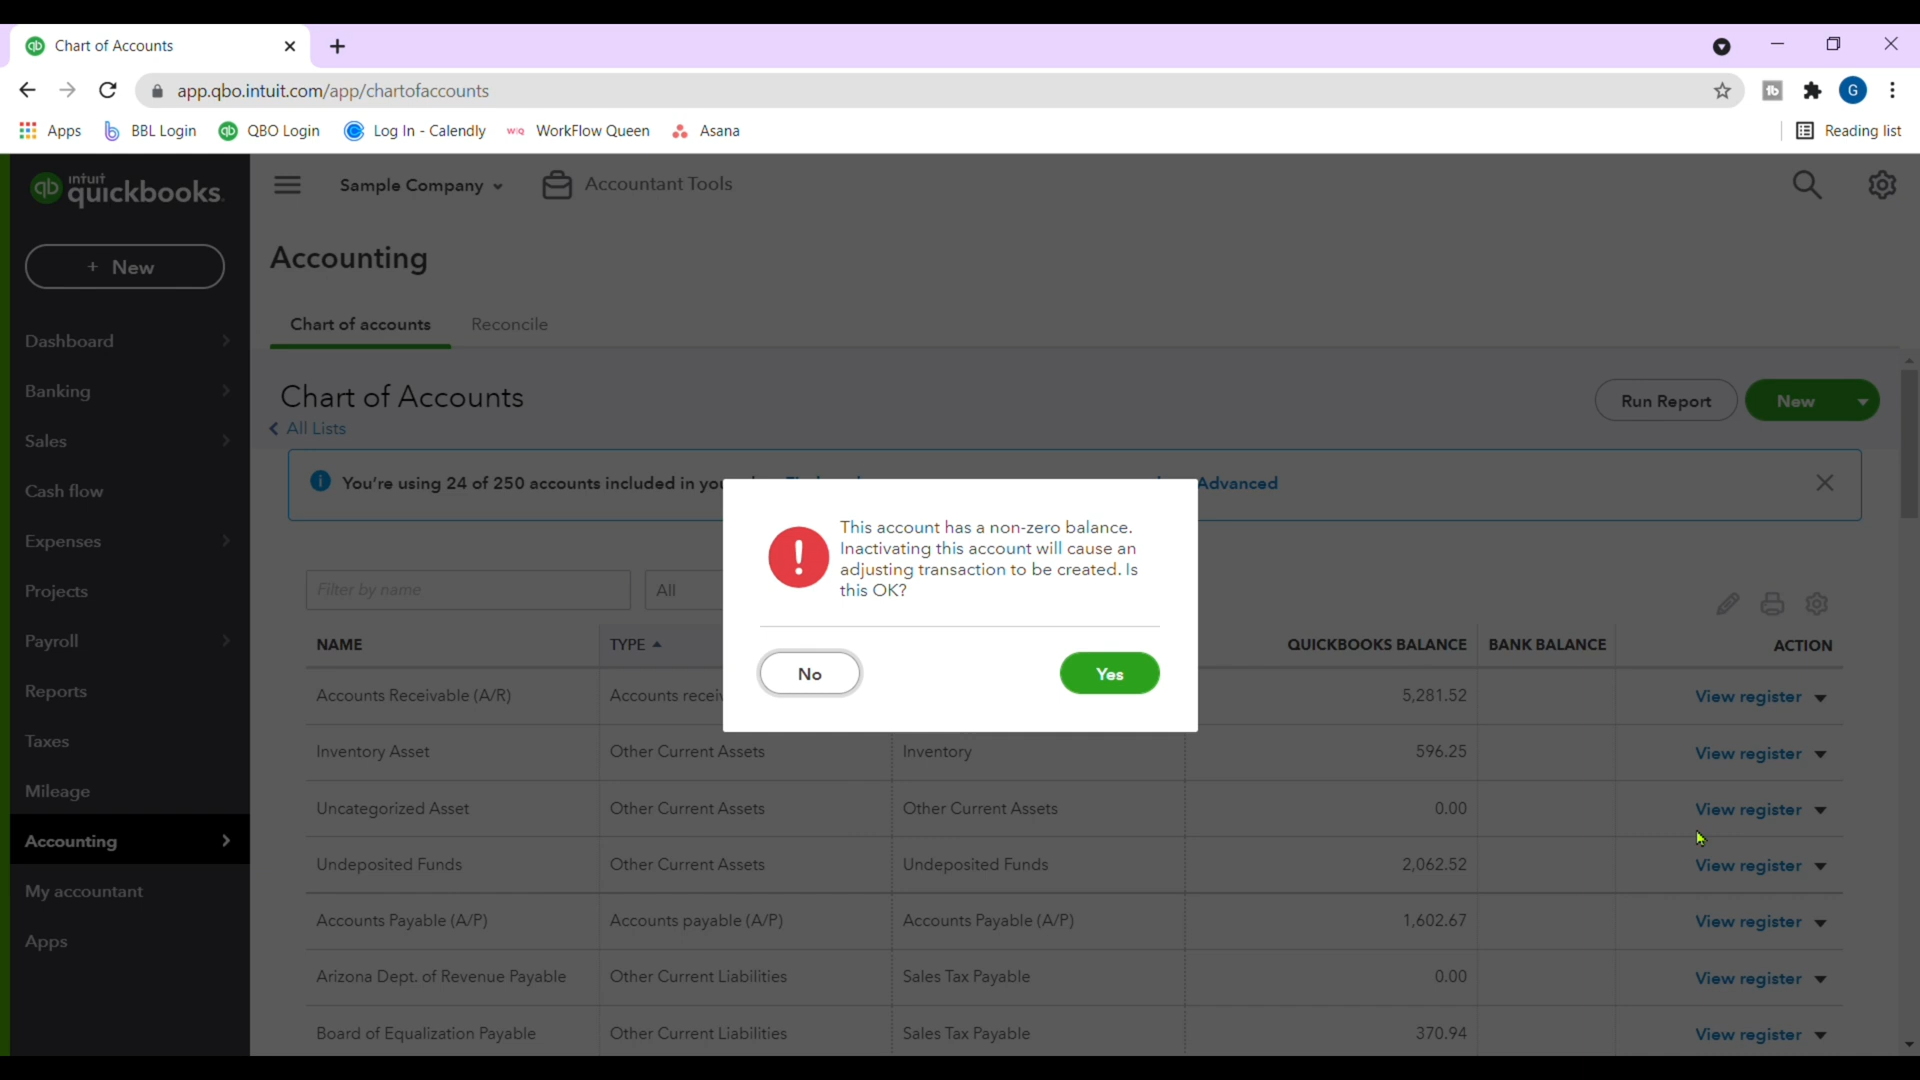 Chart of Accounts
app.qbo.intuit.com/app/chartofaccounts
G
Apps
BBL Login
QBO Login
Log In - Calendly
WorkFlow Queen
Asana
Reading list
intuit
quickbooks.
Sample Company
Accountant Tools
+ New
Accounting
Chart of accounts
Reconcile
Dashboard
Banking
Sales
Cash flow
Expenses
Projects
Payroll
Reports
Taxes
Mileage
Accounting
My accountant
Apps
Chart of Accounts
All Lists
Run Report
New
You're using 24 of 250 accounts included in
Advanced
This account has a non-zero balance.
Inactivating this account will cause an
adjusting transaction to be created. Is
this OK?
No
Yes
Filter by name
All
NAME TYPE QUICKBOOKS BALANCE BANK BALANCE ACTION
Accounts Receivable (A/R) Accounts 5,281.52 View register
Inventory Asset Other Current Assets Inventory 596.25 View register
Uncategorized Asset Other Current Assets Other Current Assets 0.00 View register
Undeposited Funds Other Current Assets Undeposited Funds 2,062.52 View register
Accounts Payable (A/P) Accounts payable (A/P) Accounts Payable (A/P) 1,602.67 View register
Arizona Dept. of Revenue Payable Other Current Liabilities Sales Tax Payable 0.00 View register
Board of Equalization Payable Other Current Liabilities Sales Tax Payable 370.94 View register